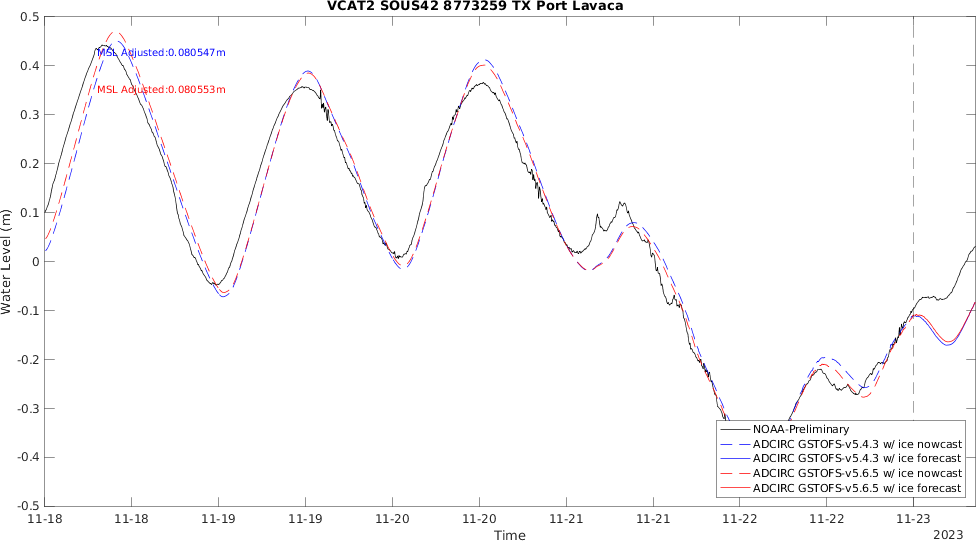 VCAT2 SOUS42 8773259 TX Port Lavaca
0.5
0.4
0.3
0.2
0.1
0
-0.1
-0.2
-0.3
-0.4
-0.5
Water Level (m)
MSL Adjusted:0.080547m
MSL Adjusted:0.080553m
NOAA-Preliminary
ADCIRC GSTOFS-v5.4.3 w/ ice nowcast
ADCIRC GSTOFS-v5.4.3 w/ ice forecast
ADCIRC GSTOFS-v5.6.5 w/ ice nowcast
ADCIRC GSTOFS-v5.6.5 w/ ice forecast
11-18 11-18 11-19 11-19 11-20 11-20 11-21 11-21 11-22 11-22 11-23
Time
2023